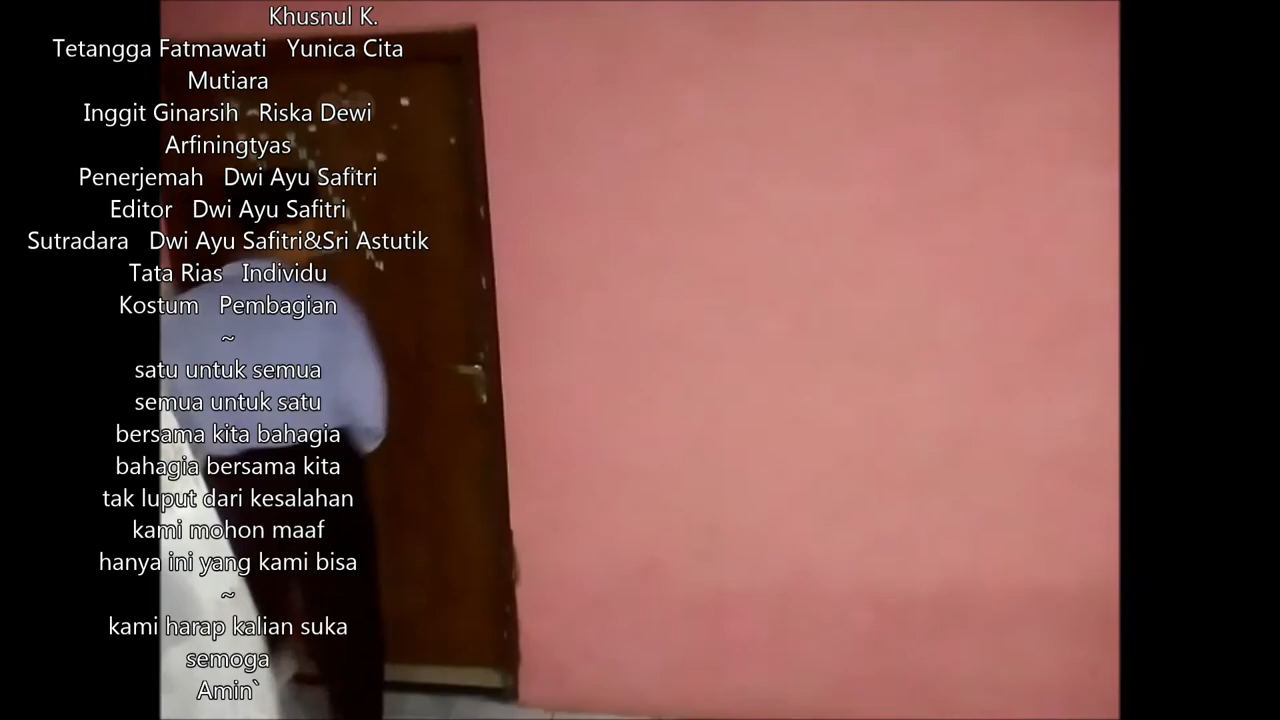 Khusnul K.
Tetangga Fatmawati   Yunica Cita
Mutiara
Inggit Ginarsih   Riska Dewi
Arfiningtyas
Penerjemah   Dwi Ayu Safitri
Editor   Dwi Ayu Safitri
Sutradara   Dwi Ayu Safitri&Sri Astutik
Tata Rias   Individu
Kostum   Pembagian
~
satu untuk semua
semua untuk satu
bersama kita bahagia
bahagia bersama kita
tak luput dari kesalahan
kami mohon maaf
hanya ini yang kami bisa
~
kami harap kalian suka
semoga
Amin`